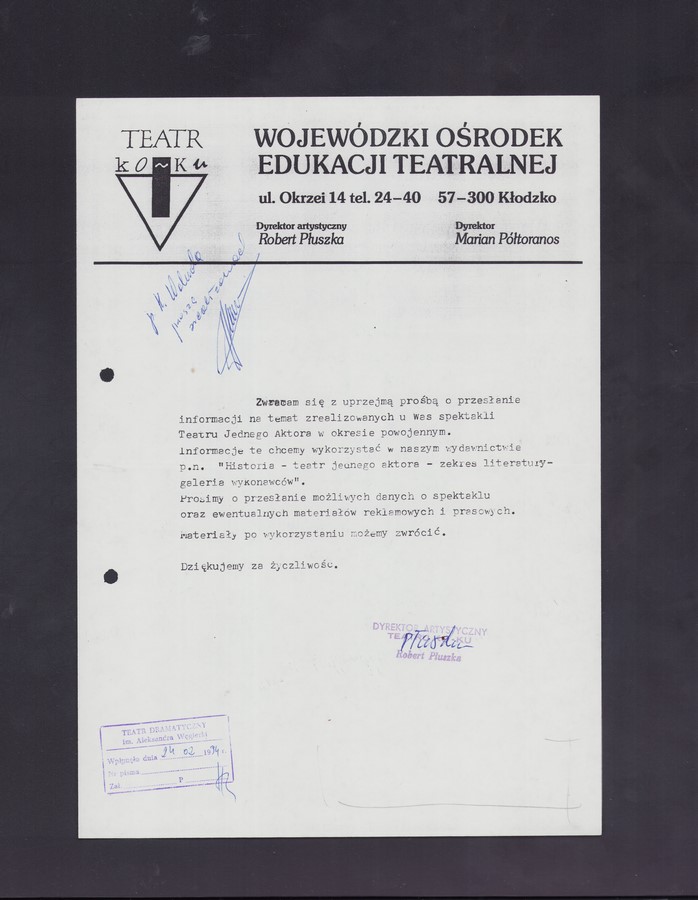 TEATR
ko~Ku
WOJEWÓDZKI OŚRODEK
EDUKACJI TEATRALNEJ
ul. Okrzei 14 tel. 24–40 57–300 Kłodzko
Dyrektor artystyczny
Robert Płuszka
Dyrektor
Marian Półtoranos
proszę
Zwracam się z uprzejmą prośbą o przesłanie
informacji na temat zrealizowanych u Was spektakli
Teatru Jednego Aktora w okresie powojennym.
Informacje te chcemy wykorzystać w naszym wydawnictwie
p.n. "Historia - teatr jednego aktora - zakres literatury-
galeria wykonawców".
Prosimy o przesłanie możliwych danych o spektaklu
oraz ewentualnych materiałów reklamowych i prasowych.
Materiały po wykorzystaniu możemy zwrócić.
Dziękujemy za życzliwość.
DYREKTOR ARTYSTYCZNY
Robert Płuszka
TEATR DRAMATYCZNY
im. Aleksandra Węgierki
Wpłynęło dnia 24 02 1994 r.
Nr pisma
Zał. P